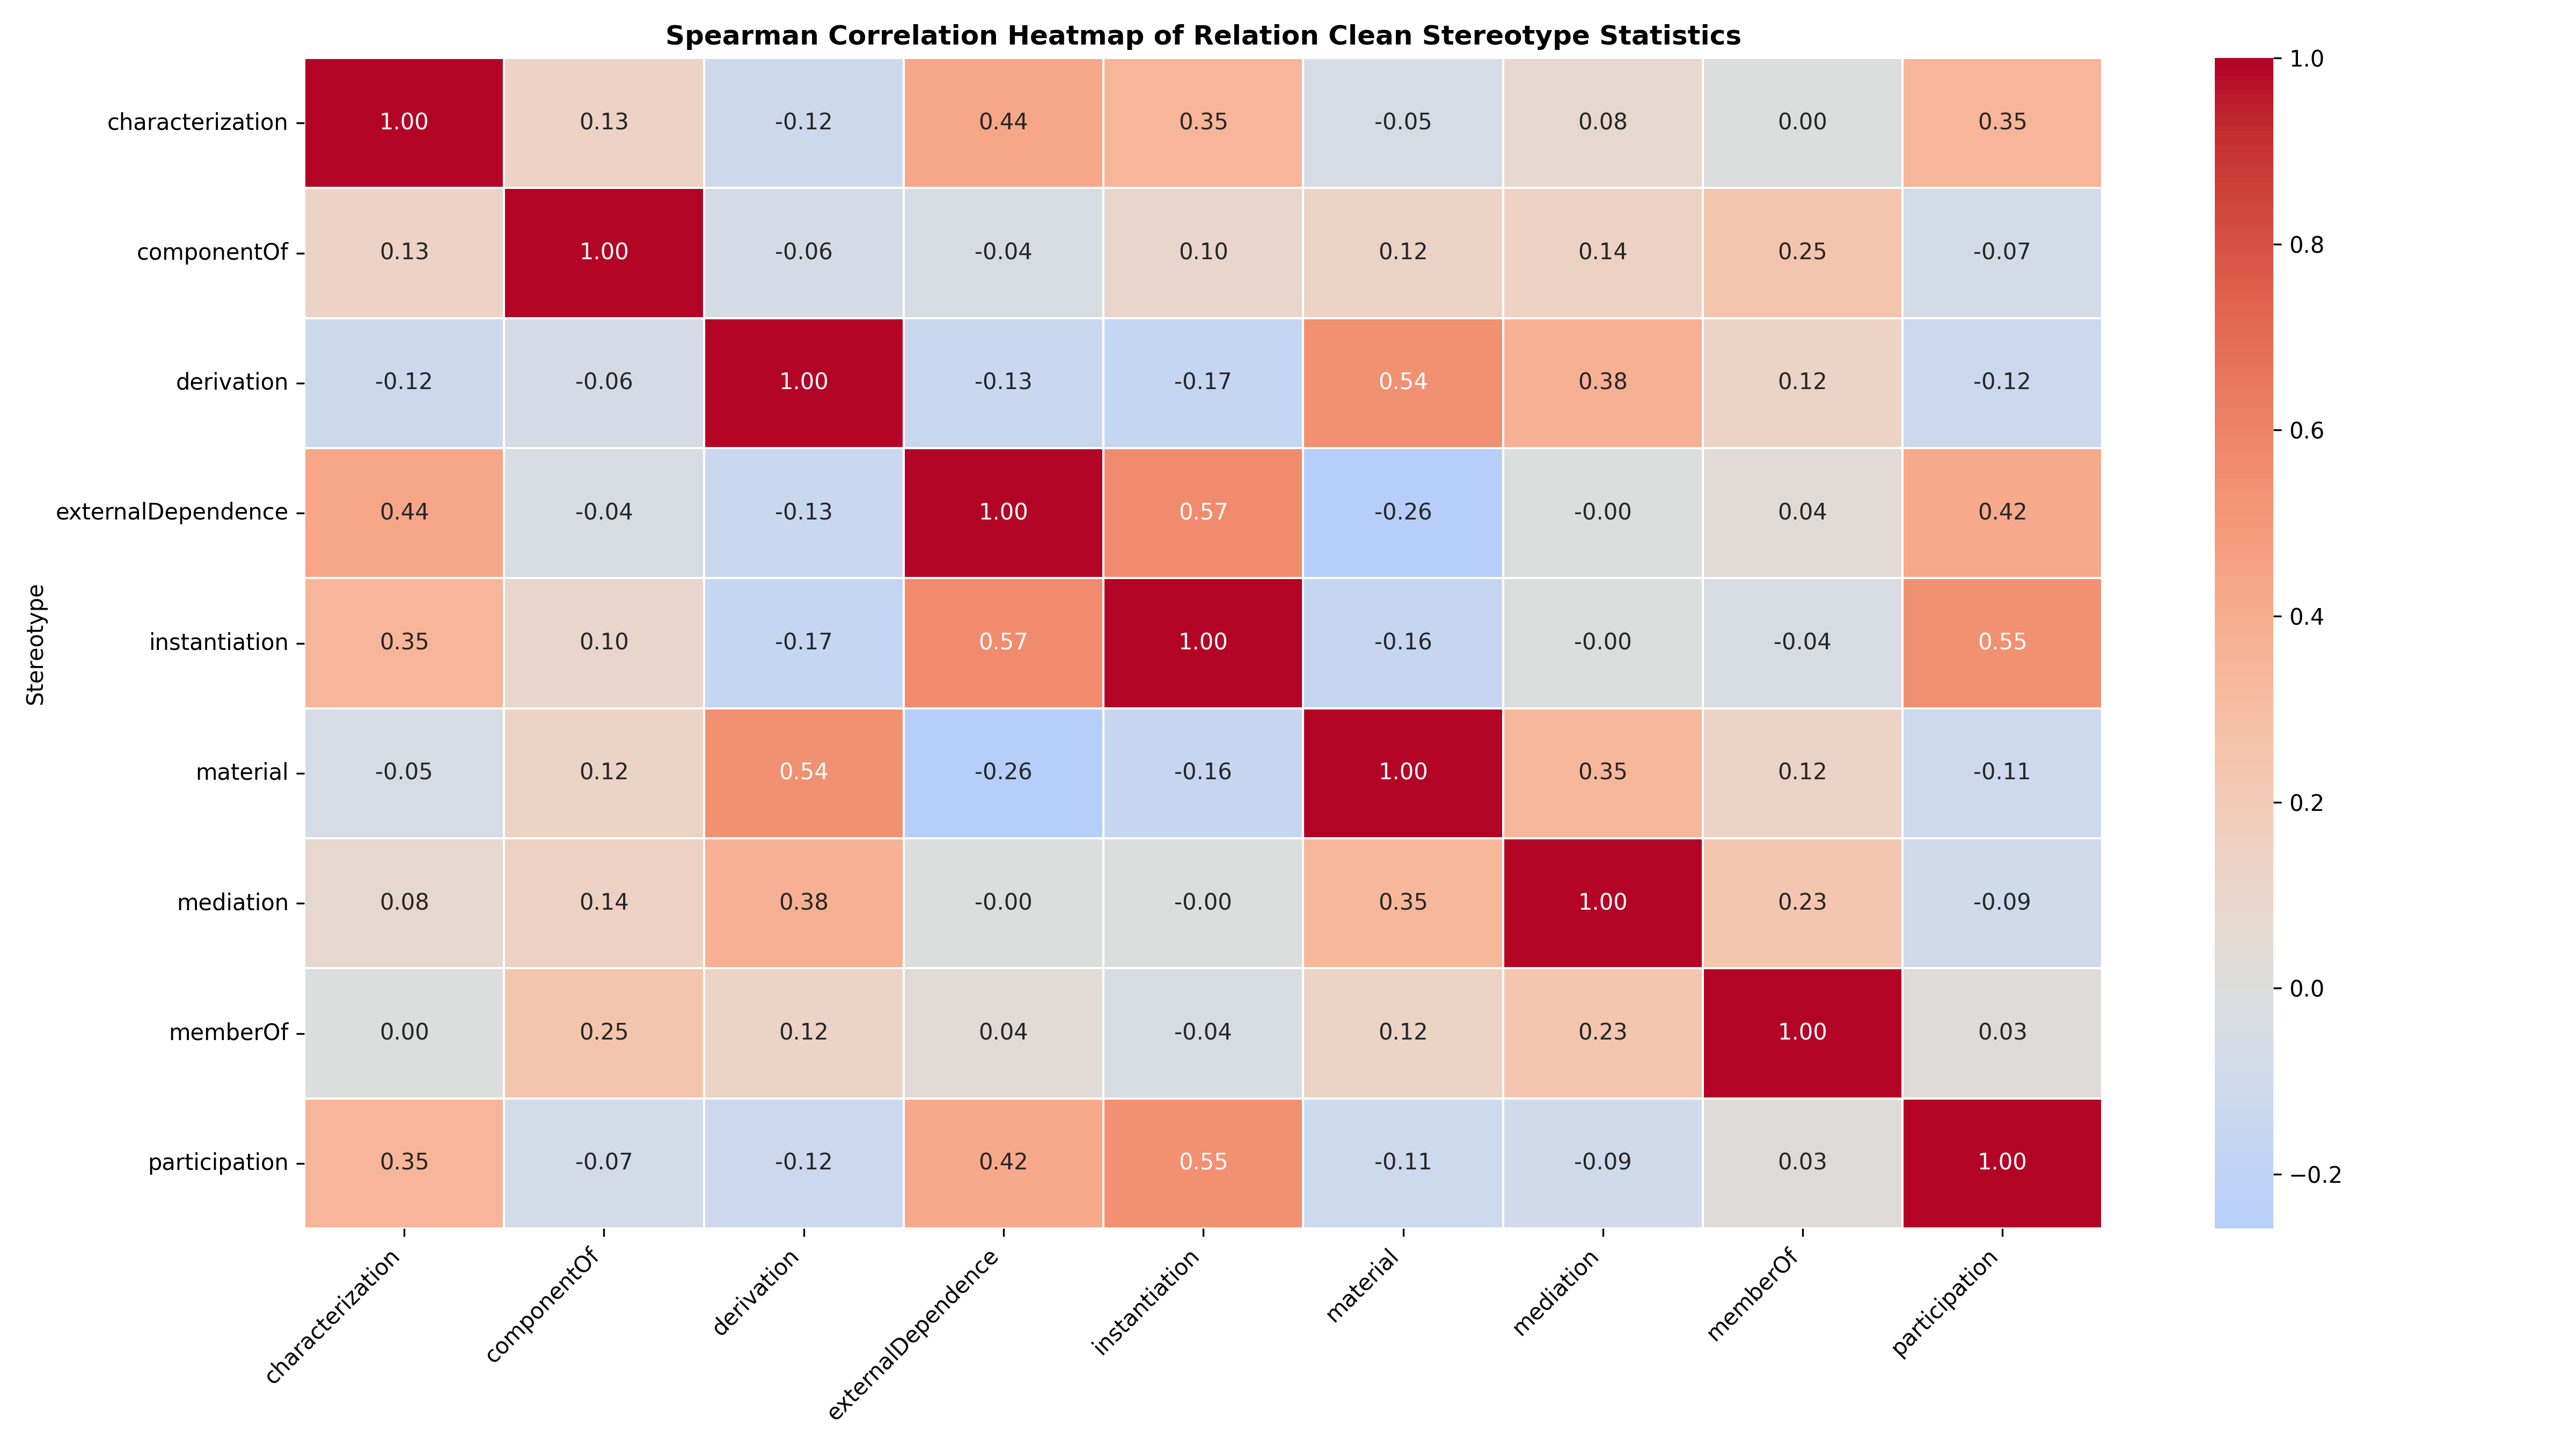 Spearman Correlation Heatmap of Relation Clean Stereotype Statistics
Stereotype
characterization 1.00 0.13 -0.12 0.44 0.35 -0.05 0.08 0.00 0.35
componentOf 0.13 1.00 -0.06 -0.04 0.10 0.12 0.14 0.25 -0.07
derivation -0.12 -0.06 1.00 -0.13 -0.17 0.54 0.38 0.12 -0.12
externalDependence 0.44 -0.04 -0.13 1.00 0.57 -0.26 -0.00 0.04 0.42
instantiation 0.35 0.10 -0.17 0.57 1.00 -0.16 -0.00 -0.04 0.55
material -0.05 0.12 0.54 -0.26 -0.16 1.00 0.35 0.12 -0.11
mediation 0.08 0.14 0.38 -0.00 -0.00 0.35 1.00 0.23 -0.09
memberOf 0.00 0.25 0.12 0.04 -0.04 0.12 0.23 1.00 0.03
participation 0.35 -0.07 -0.12 0.42 0.55 -0.11 -0.09 0.03 1.00
characterization componentOf derivation externalDependence instantiation material mediation memberOf participation
1.0
0.8
0.6
0.4
0.2
0.0
−0.2